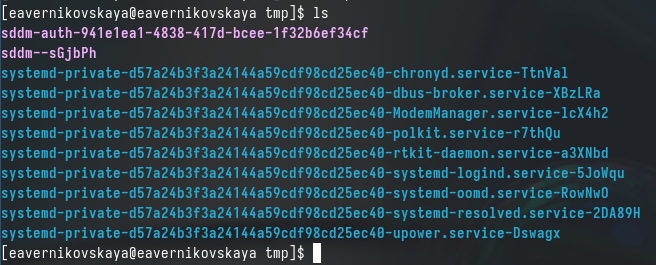 [eavernikovskaya@eavernikovskaya tmp]$ ls
sddm-auth-941e1ea1-4838-417d-bcee-1f32b6ef34cf
sddm--sGjbPh
systemd-private-d57a24b3f3a24144a59cdf98cd25ec40-chronyd.service-TtnVal
systemd-private-d57a24b3f3a24144a59cdf98cd25ec40-dbus-broker.service-XBzLRa
systemd-private-d57a24b3f3a24144a59cdf98cd25ec40-ModemManager.service-lcX4h2
systemd-private-d57a24b3f3a24144a59cdf98cd25ec40-polkit.service-r7thQu
systemd-private-d57a24b3f3a24144a59cdf98cd25ec40-rtkit-daemon.service-a3XNbd
systemd-private-d57a24b3f3a24144a59cdf98cd25ec40-systemd-logind.service-5JoWqu
systemd-private-d57a24b3f3a24144a59cdf98cd25ec40-systemd-oomd.service-RowNwO
systemd-private-d57a24b3f3a24144a59cdf98cd25ec40-systemd-resolved.service-2DA89H
systemd-private-d57a24b3f3a24144a59cdf98cd25ec40-upower.service-Dswagx
[eavernikovskaya@eavernikovskaya tmp]$